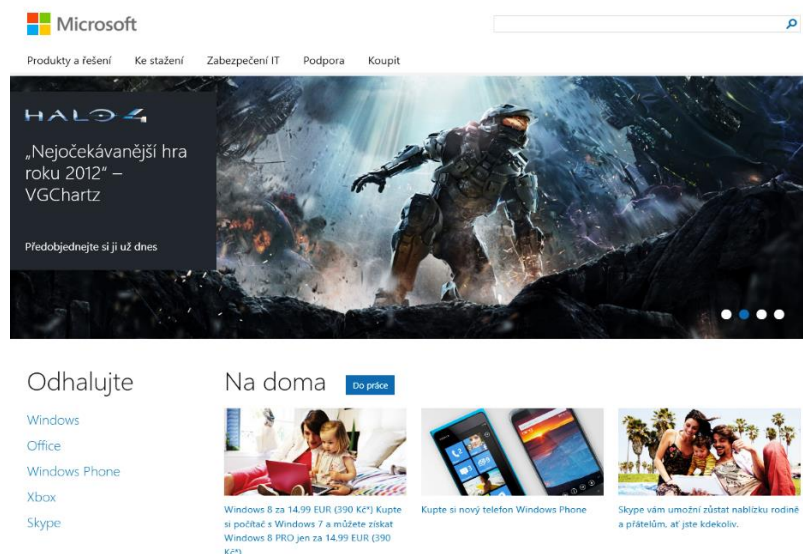 Microsoft
Produkty a řešení Ke stažení Zabezpečení IT Podpora Koupit
HALO 4
„Nejočekávanější hra
roku 2012“ –
VGChartz
Předobjednejte si ji už dnes
Odhalujte
Windows
Office
Windows Phone
Xbox
Skype
Na doma
Do práce
Windows 8 za 14,99 EUR (390 Kč*) Kupte
si počítač s Windows 7 a můžete získat
Windows 8 PRO jen za 14,99 EUR (390
Kč*)
Kupte si nový telefon Windows Phone
Skype vám umožní zůstat nablízku rodině
a přátelům, ať jste kdekoliv.